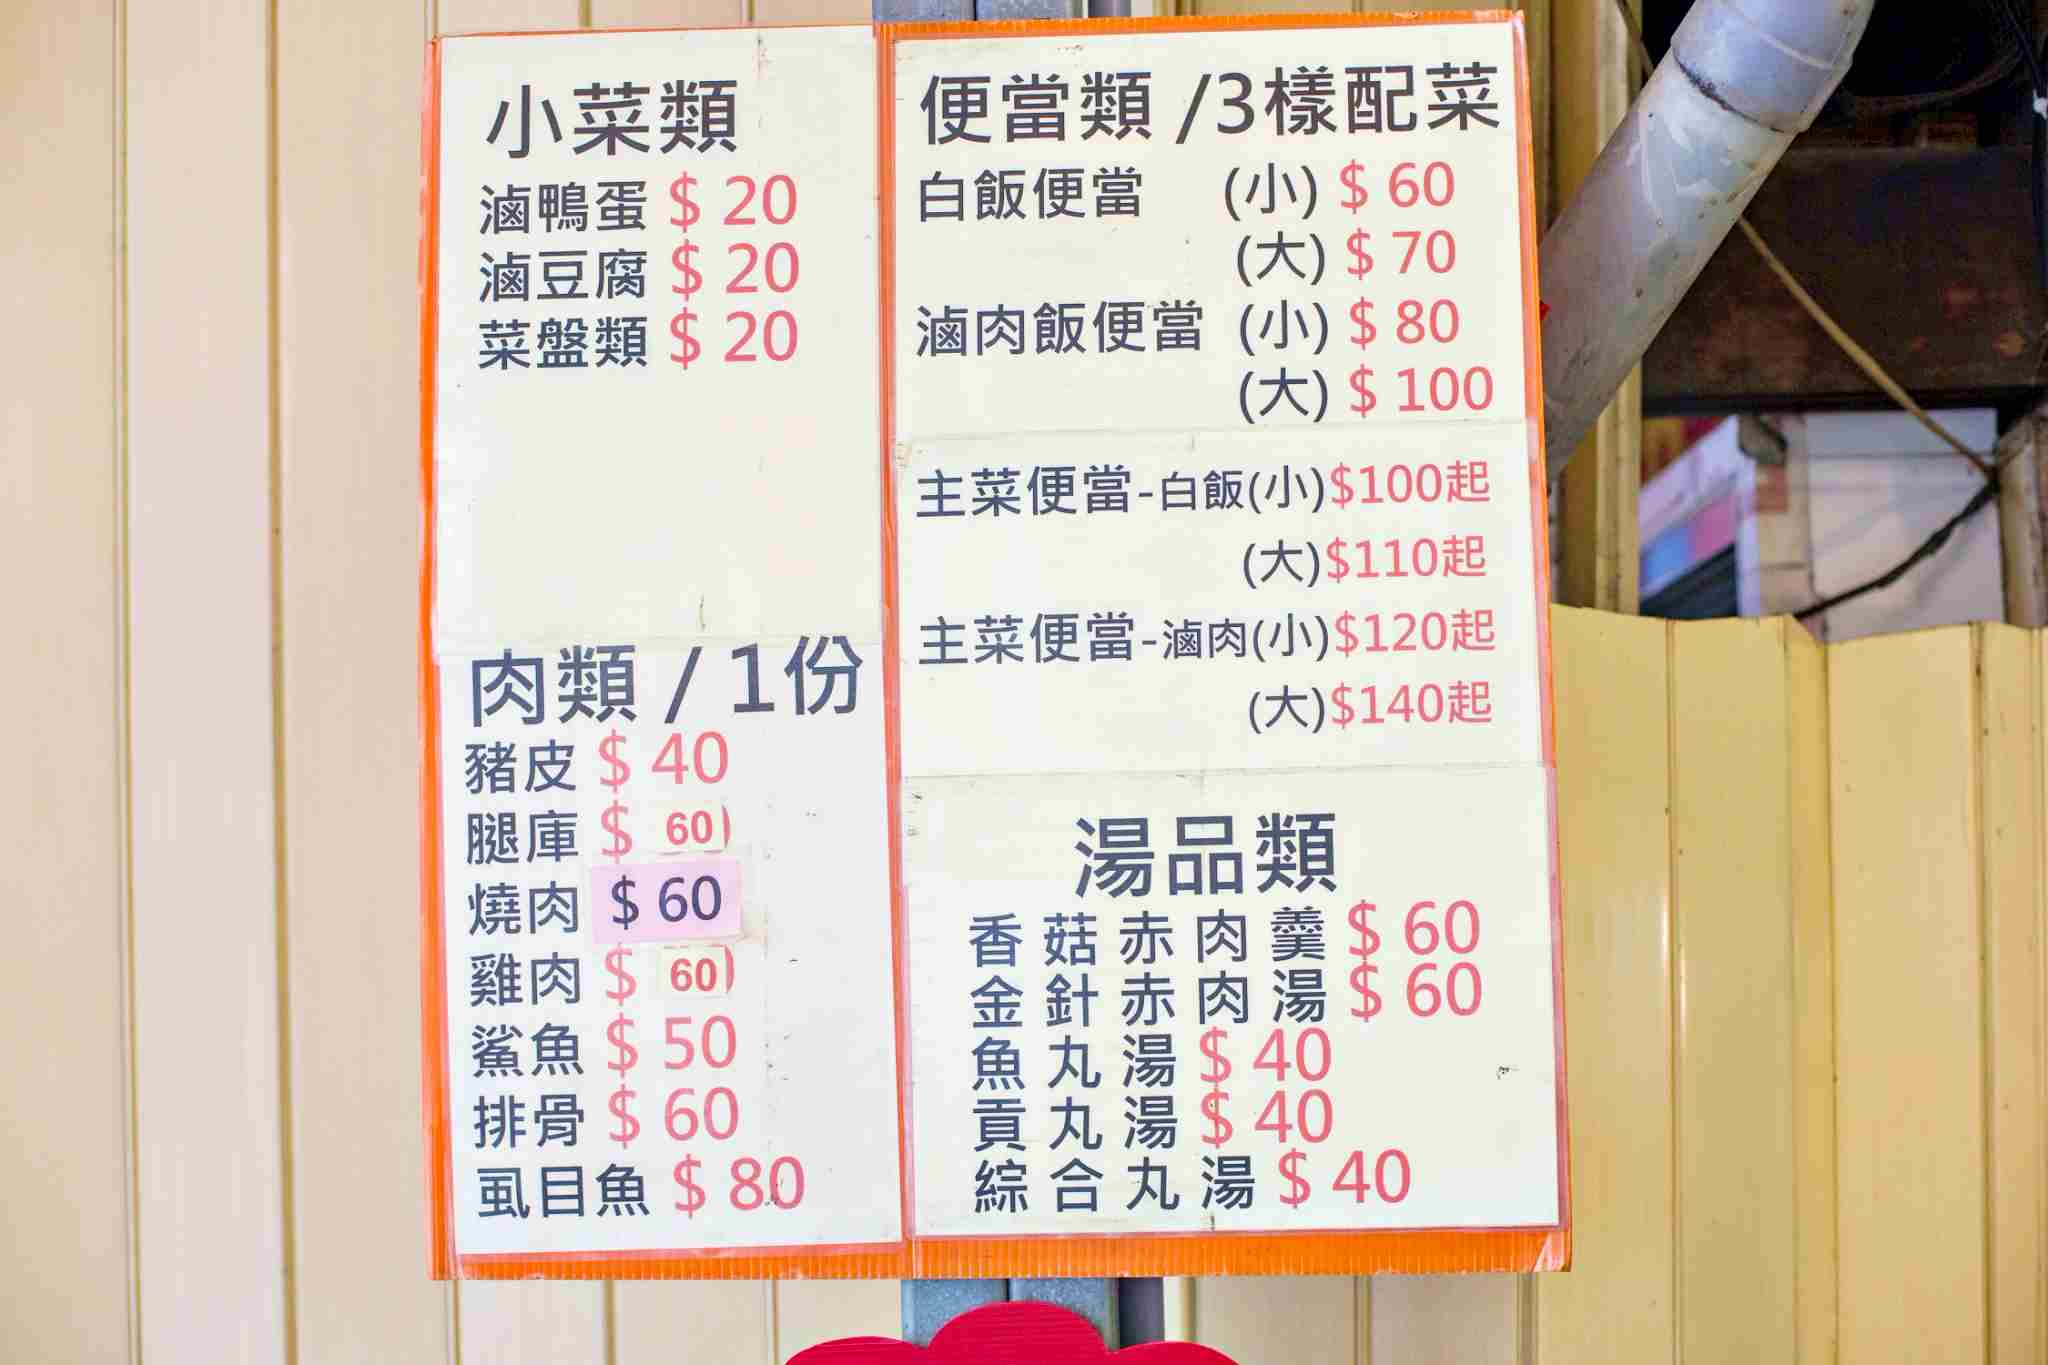 小菜類
滷鴨蛋 $ 20
滷豆腐 $ 20
菜盤類 $ 20
肉類 / 1份
豬皮 $ 40
腿庫 $ 60
燒肉 $ 60
雞肉 $ 60
鯊魚 $ 50
排骨 $ 60
虱目魚 $ 80
便當類 /3樣配菜
白飯便當 (小) $ 60
(大) $ 70
滷肉飯便當 (小) $ 80
(大) $ 100
主菜便當-白飯(小)$100起
(大)$110起
主菜便當-滷肉(小)$120起
(大)$140起
湯品類
香菇赤肉羹 $ 60
金針赤肉湯 $ 60
魚丸湯 $ 40
貢丸湯 $ 40
綜合丸湯 $ 40